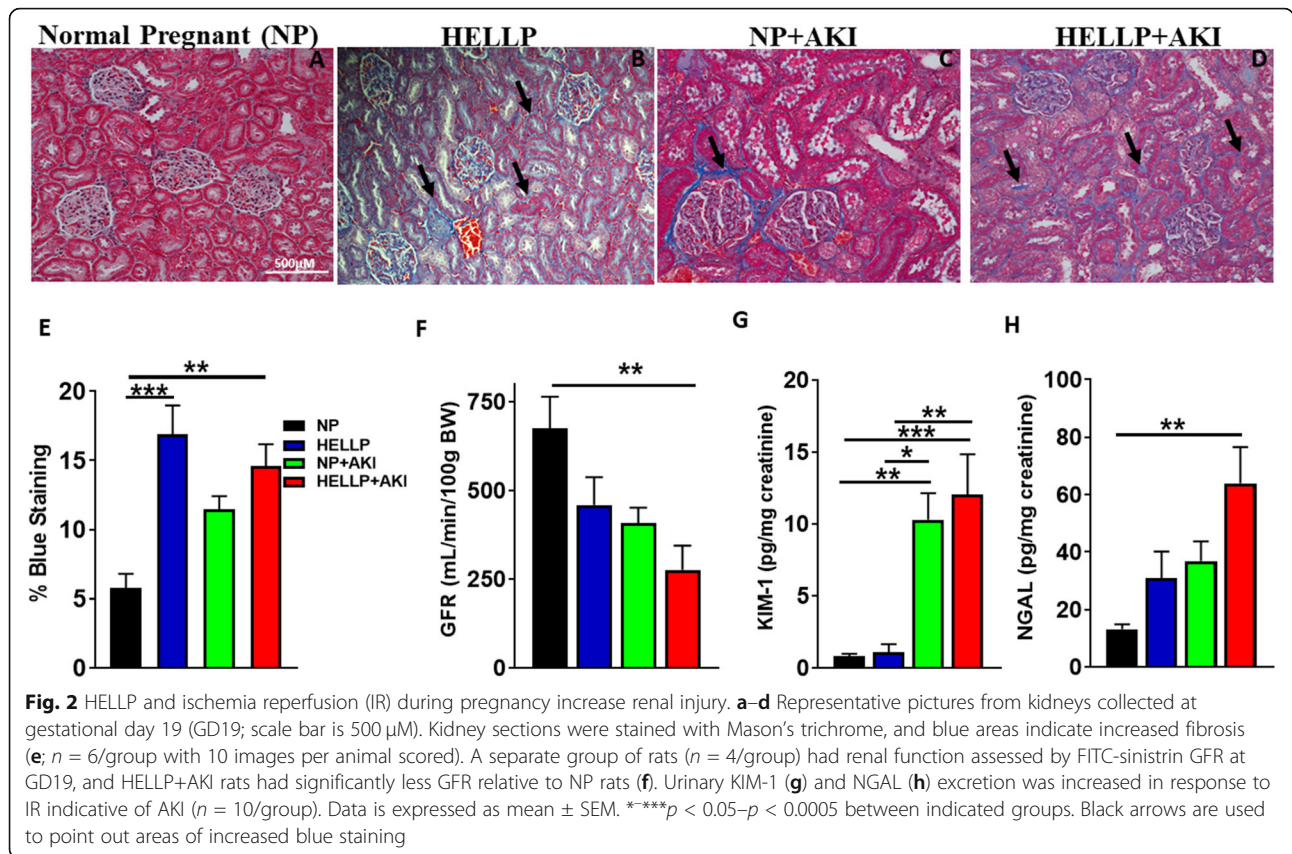 Normal Pregnant (NP)
HELLP
NP+AKI
HELLP+AKI
A
B
C
D
500µM
E
F
G
H
% Blue Staining
20
15
10
5
0
***
**
NP
HELLP
NP+AKI
HELLP+AKI
GFR (mL/min/100g BW)
750
500
250
0
**
KIM-1 (pg/mg creatinine)
20
15
10
5
0
**
***
*
**
NGAL (pg/mg creatinine)
100
80
60
40
20
0
**
Fig. 2 HELLP and ischemia reperfusion (IR) during pregnancy increase renal injury. a–d Representative pictures from kidneys collected at
gestational day 19 (GD19; scale bar is 500 µM). Kidney sections were stained with Mason's trichrome, and blue areas indicate increased fibrosis
(e; n = 6/group with 10 images per animal scored). A separate group of rats (n = 4/group) had renal function assessed by FITC-sinistrin GFR at
GD19, and HELLP+AKI rats had significantly less GFR relative to NP rats (f). Urinary KIM-1 (g) and NGAL (h) excretion was increased in response to
IR indicative of AKI (n = 10/group). Data is expressed as mean ± SEM. *–***p < 0.05–p < 0.0005 between indicated groups. Black arrows are used
to point out areas of increased blue staining